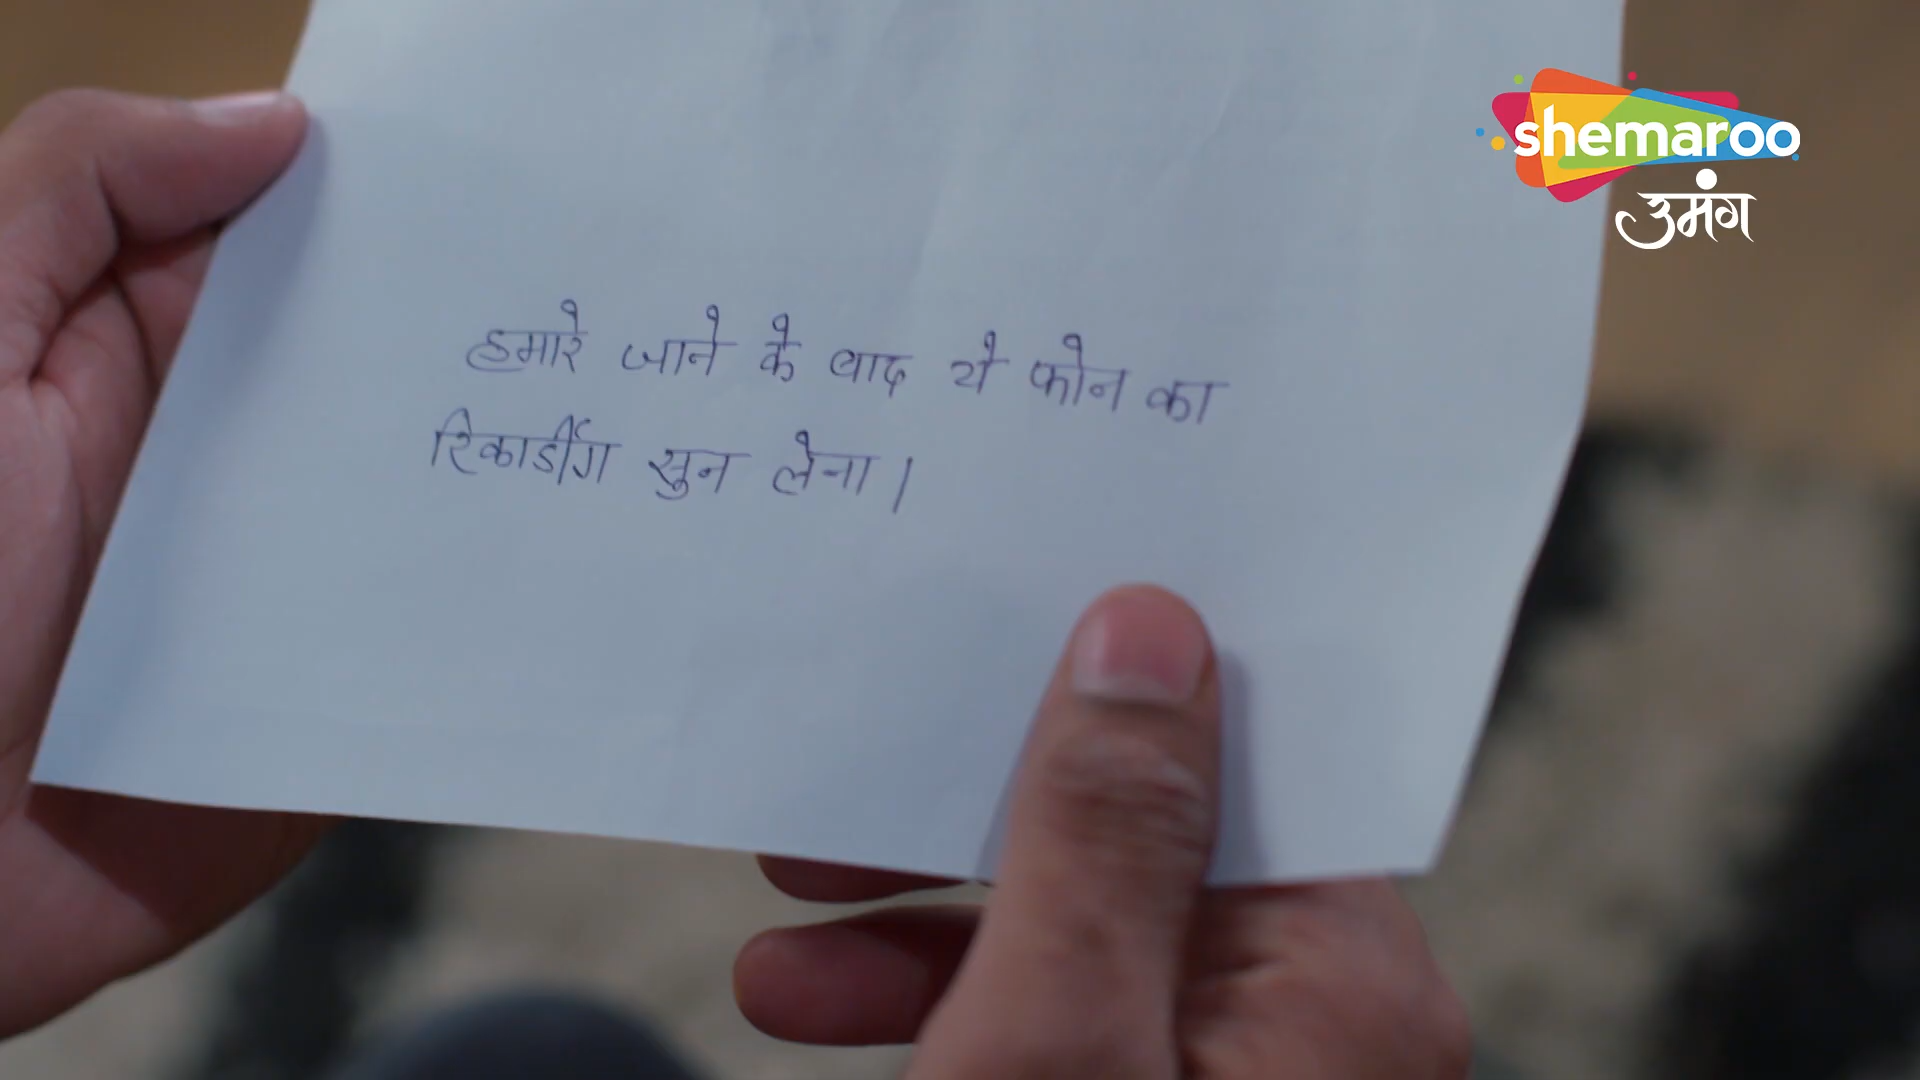 shemaroo
उमंग
हमारे जाने के बाद ये फोन का
रिकार्डींग सुन लेना।